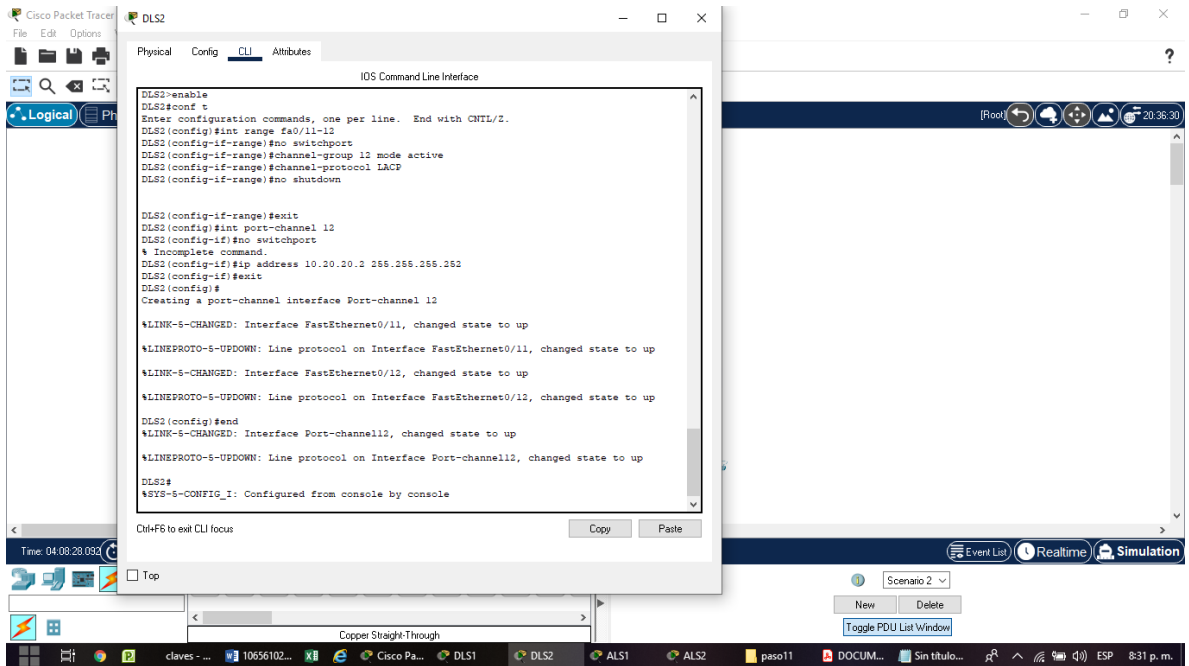 Cisco Packet Tracer
File Edit Options
DLS2
Physical Config CLI Attributes
IOS Command Line Interface
DLS2>enable
DLS2#conf t
Enter configuration commands, one per line. End with CNTL/Z.
DLS2(config)#int range fa0/11-12
DLS2(config-if-range)#no switchport
DLS2(config-if-range)#channel-group 12 mode active
DLS2(config-if-range)#channel-protocol LACP
DLS2(config-if-range)#no shutdown
DLS2(config-if-range)#exit
DLS2(config)#int port-channel 12
DLS2(config-if)#no switchport
% Incomplete command.
DLS2(config-if)#ip address 10.20.20.2 255.255.255.252
DLS2(config-if)#exit
DLS2(config)#
Creating a port-channel interface Port-channel 12
%LINK-5-CHANGED: Interface FastEthernet0/11, changed state to up
%LINEPROTO-5-UPDOWN: Line protocol on Interface FastEthernet0/11, changed state to up
%LINK-5-CHANGED: Interface FastEthernet0/12, changed state to up
%LINEPROTO-5-UPDOWN: Line protocol on Interface FastEthernet0/12, changed state to up
DLS2(config)#end
%LINK-5-CHANGED: Interface Port-channel12, changed state to up
%LINEPROTO-5-UPDOWN: Line protocol on Interface Port-channel12, changed state to up
DLS2#
%SYS-5-CONFIG_I: Configured from console by console
Ctrl+F6 to exit CLI focus
Copy Paste
Top
?
Logical Ph
[Root] 20:36:30
Time: 04:08:28.092
Event List Realtime Simulation
Scenario 2
New Delete
Toggle PDU List Window
Copper Straight-Through
claves - ... 10656102... Cisco Pa... DLS1 DLS2 ALS1 ALS2 paso11 DOCUM... Sin título... ESP 8:31 p. m.